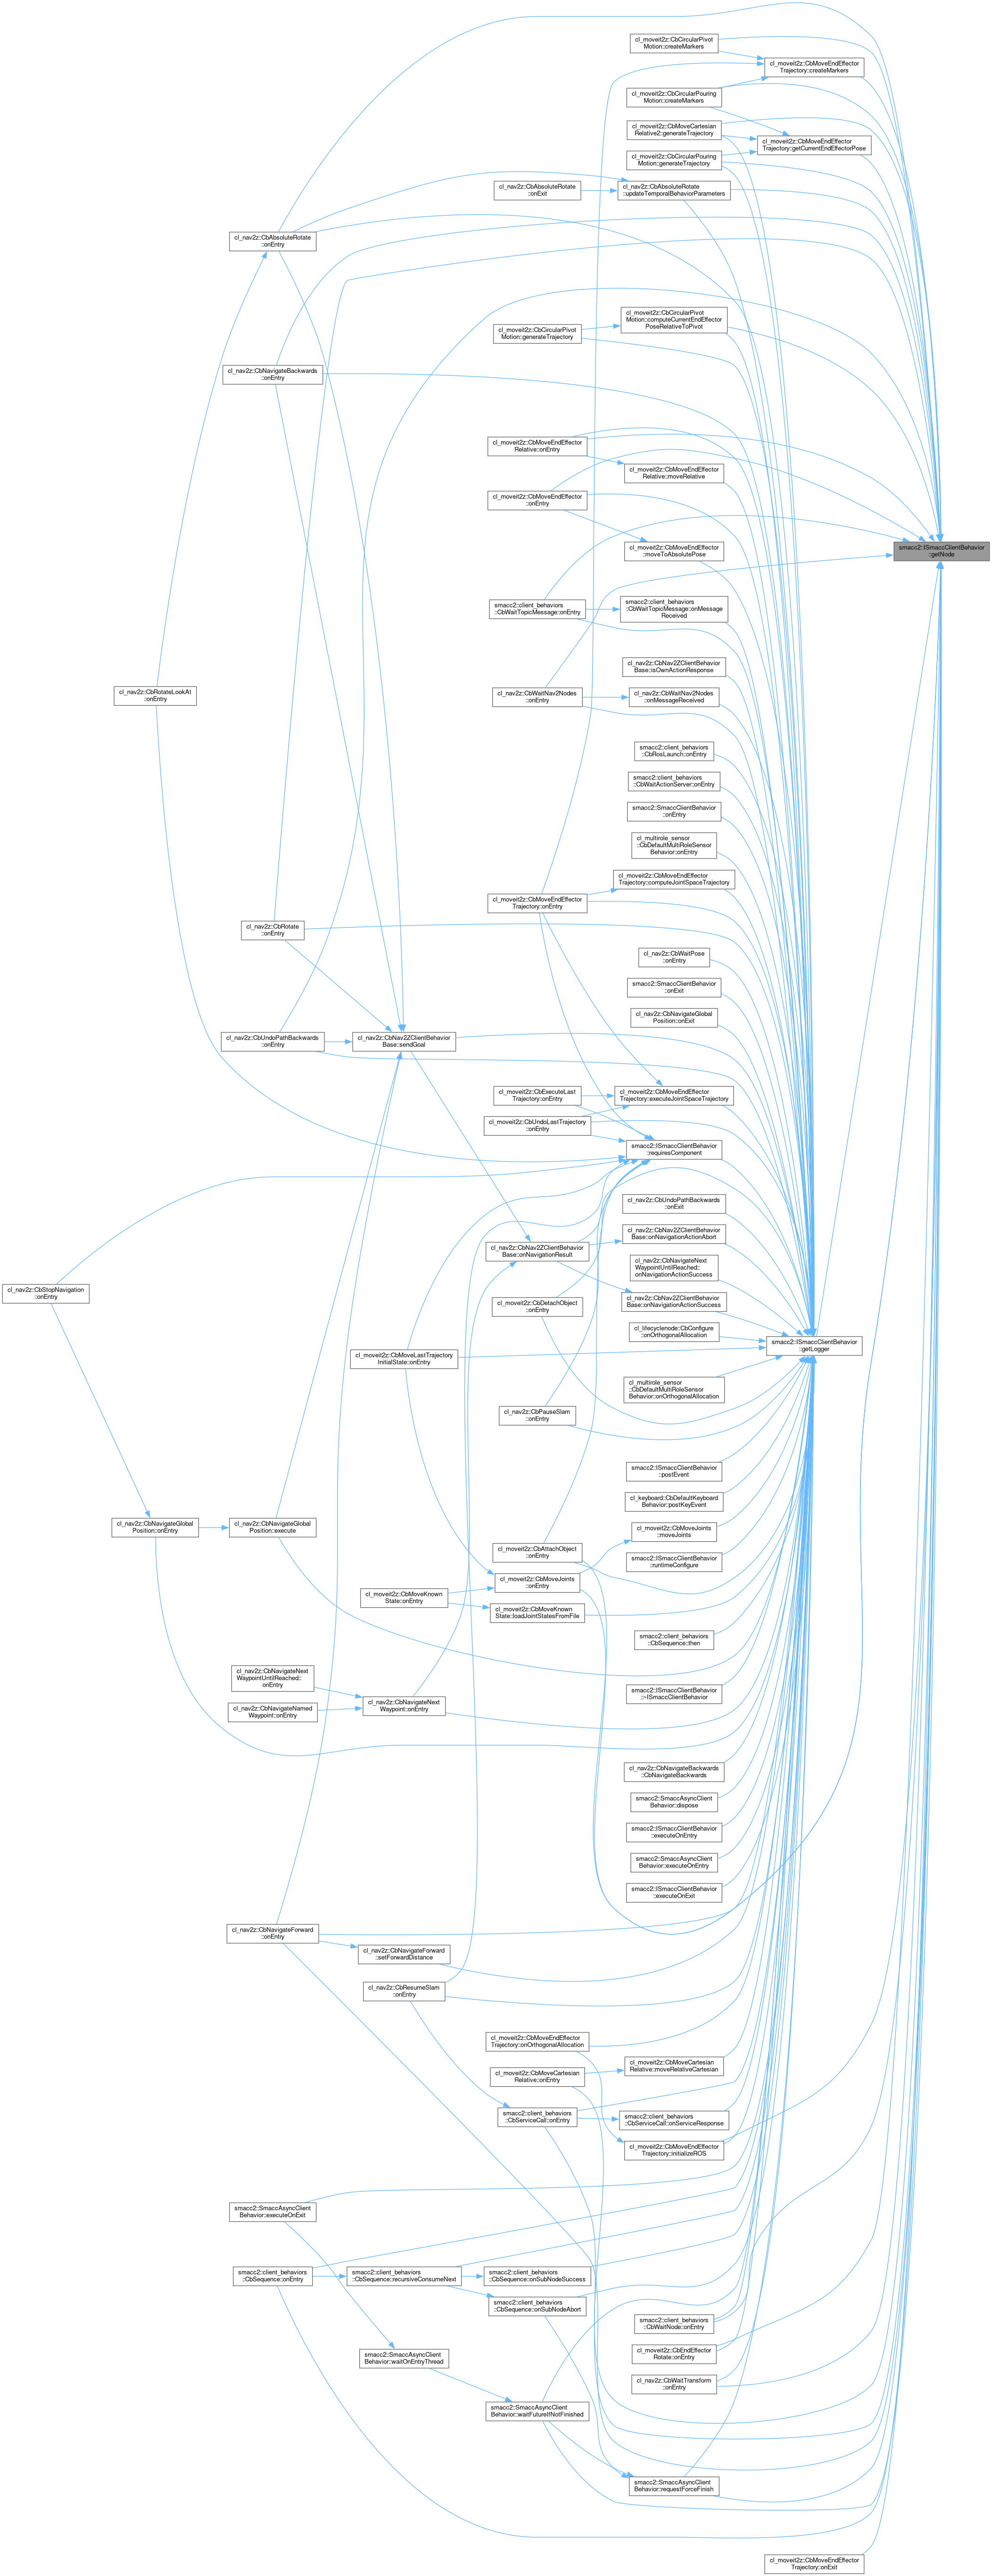 cl_moveit2z::CbCircularPivot
Motion::createMarkers
cl_moveit2z::CbMoveEndEffector
Trajectory::createMarkers
cl_moveit2z::CbCircularPouring
Motion::createMarkers
cl_moveit2z::CbMoveCartesian
Relative2::generateTrajectory
cl_moveit2z::CbMoveEndEffector
Trajectory::getCurrentEndEffectorPose
cl_moveit2z::CbCircularPouring
Motion::generateTrajectory
cl_nav2z::CbAbsoluteRotate
::onExit
cl_nav2z::CbAbsoluteRotate
::updateTemporalBehaviorParameters
cl_nav2z::CbAbsoluteRotate
::onEntry
cl_moveit2z::CbCircularPivot
Motion::computeCurrentEndEffector
PoseRelativeToPivot
cl_moveit2z::CbCircularPivot
Motion::generateTrajectory
cl_nav2z::CbNavigateBackwards
::onEntry
cl_moveit2z::CbMoveEndEffector
Relative::onEntry
cl_moveit2z::CbMoveEndEffector
Relative::moveRelative
cl_moveit2z::CbMoveEndEffector
::onEntry
cl_moveit2z::CbMoveEndEffector
::moveToAbsolutePose
smacc2::ISmaccClientBehavior
::getNode
smacc2::client_behaviors
::CbWaitTopicMessage::onEntry
smacc2::client_behaviors
::CbWaitTopicMessage::onMessage
Received
cl_nav2z::CbNav2ZClientBehavior
Base::isOwnActionResponse
cl_nav2z::CbRotateLookAt
::onEntry
cl_nav2z::CbWaitNav2Nodes
::onEntry
cl_nav2z::CbWaitNav2Nodes
::onMessageReceived
smacc2::client_behaviors
::CbRosLaunch::onEntry
smacc2::client_behaviors
::CbWaitActionServer::onEntry
smacc2::SmaccClientBehavior
::onEntry
cl_multirole_sensor
::CbDefaultMultiRoleSensor
Behavior::onEntry
cl_moveit2z::CbMoveEndEffector
Trajectory::computeJointSpaceTrajectory
cl_moveit2z::CbMoveEndEffector
Trajectory::onEntry
cl_nav2z::CbRotate
::onEntry
cl_nav2z::CbWaitPose
::onEntry
smacc2::SmaccClientBehavior
::onExit
cl_nav2z::CbNavigateGlobal
Position::onExit
cl_nav2z::CbUndoPathBackwards
::onEntry
cl_nav2z::CbNav2ZClientBehavior
Base::sendGoal
cl_moveit2z::CbExecuteLast
Trajectory::onEntry
cl_moveit2z::CbMoveEndEffector
Trajectory::executeJointSpaceTrajectory
cl_moveit2z::CbUndoLastTrajectory
::onEntry
smacc2::ISmaccClientBehavior
::requiresComponent
cl_nav2z::CbUndoPathBackwards
::onExit
cl_nav2z::CbNav2ZClientBehavior
Base::onNavigationActionAbort
cl_nav2z::CbNav2ZClientBehavior
Base::onNavigationResult
cl_nav2z::CbNavigateNext
WaypointUntilReached::
onNavigationActionSuccess
cl_nav2z::CbStopNavigation
::onEntry
cl_moveit2z::CbDetachObject
::onEntry
cl_nav2z::CbNav2ZClientBehavior
Base::onNavigationActionSuccess
cl_lifecyclenode::CbConfigure
::onOrthogonalAllocation
smacc2::ISmaccClientBehavior
::getLogger
cl_moveit2z::CbMoveLastTrajectory
InitialState::onEntry
cl_multirole_sensor
::CbDefaultMultiRoleSensor
Behavior::onOrthogonalAllocation
cl_nav2z::CbPauseSlam
::onEntry
smacc2::ISmaccClientBehavior
::postEvent
cl_keyboard::CbDefaultKeyboard
Behavior::postKeyEvent
cl_nav2z::CbNavigateGlobal
Position::onEntry
cl_nav2z::CbNavigateGlobal
Position::execute
cl_moveit2z::CbMoveJoints
::moveJoints
cl_moveit2z::CbAttachObject
::onEntry
smacc2::ISmaccClientBehavior
::runtimeConfigure
cl_moveit2z::CbMoveJoints
::onEntry
cl_moveit2z::CbMoveKnown
State::onEntry
cl_moveit2z::CbMoveKnown
State::loadJointStatesFromFile
smacc2::client_behaviors
::CbSequence::then
cl_nav2z::CbNavigateNext
WaypointUntilReached::
onEntry
smacc2::ISmaccClientBehavior
::~ISmaccClientBehavior
cl_nav2z::CbNavigateNamed
Waypoint::onEntry
cl_nav2z::CbNavigateNext
Waypoint::onEntry
cl_nav2z::CbNavigateBackwards
::CbNavigateBackwards
smacc2::SmaccAsyncClient
Behavior::dispose
smacc2::ISmaccClientBehavior
::executeOnEntry
smacc2::SmaccAsyncClient
Behavior::executeOnEntry
smacc2::ISmaccClientBehavior
::executeOnExit
cl_nav2z::CbNavigateForward
::onEntry
cl_nav2z::CbNavigateForward
::setForwardDistance
cl_nav2z::CbResumeSlam
::onEntry
cl_moveit2z::CbMoveEndEffector
Trajectory::onOrthogonalAllocation
cl_moveit2z::CbMoveCartesian
Relative::moveRelativeCartesian
cl_moveit2z::CbMoveCartesian
Relative::onEntry
smacc2::client_behaviors
::CbServiceCall::onEntry
smacc2::client_behaviors
::CbServiceCall::onServiceResponse
cl_moveit2z::CbMoveEndEffector
Trajectory::initializeROS
smacc2::SmaccAsyncClient
Behavior::executeOnExit
smacc2::client_behaviors
::CbSequence::onEntry
smacc2::client_behaviors
::CbSequence::recursiveConsumeNext
smacc2::client_behaviors
::CbSequence::onSubNodeSuccess
smacc2::client_behaviors
::CbSequence::onSubNodeAbort
smacc2::client_behaviors
::CbWaitNode::onEntry
smacc2::SmaccAsyncClient
Behavior::waitOnEntryThread
cl_moveit2z::CbEndEffector
Rotate::onEntry
cl_nav2z::CbWaitTransform
::onEntry
smacc2::SmaccAsyncClient
Behavior::waitFutureIfNotFinished
smacc2::SmaccAsyncClient
Behavior::requestForceFinish
cl_moveit2z::CbMoveEndEffector
Trajectory::onExit